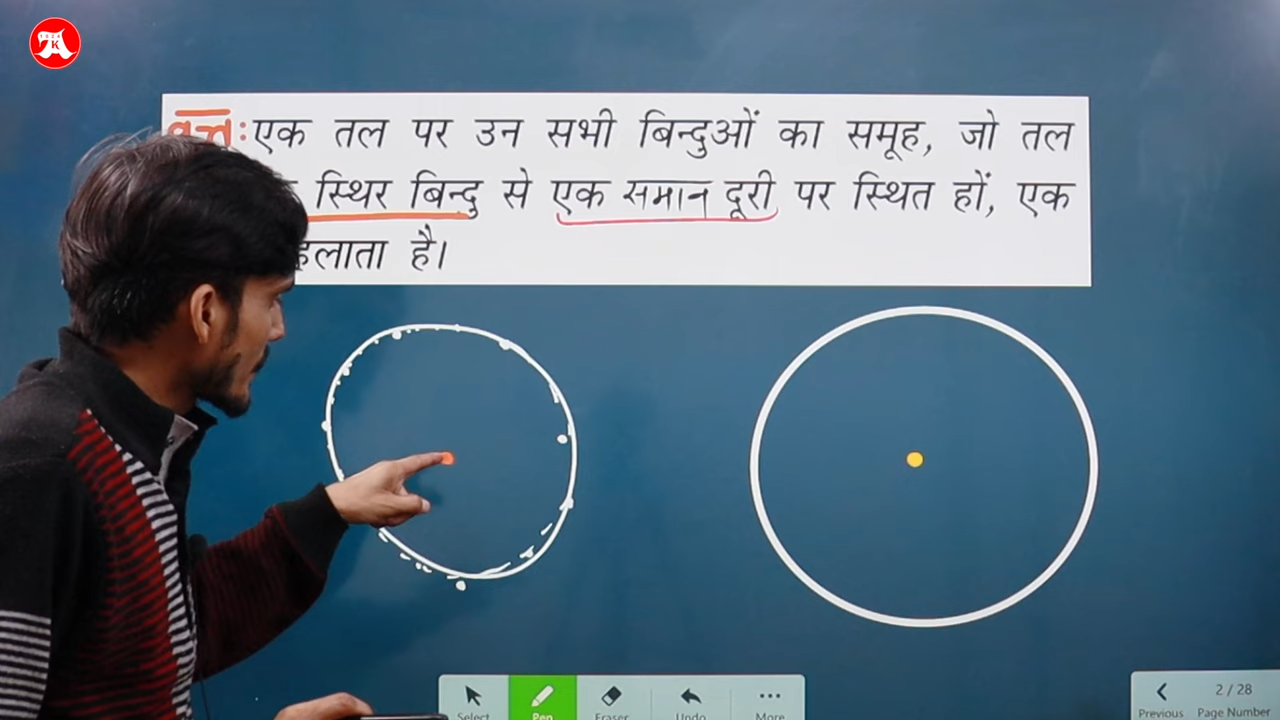 वृत्त: एक तल पर उन सभी बिन्दुओं का समूह, जो तल
स्थिर बिन्दु से एक समान दूरी पर स्थित हों, एक
हलाता है।
Select
Pen
Eraser
Undo
More
Previous
2 / 28
Page Number